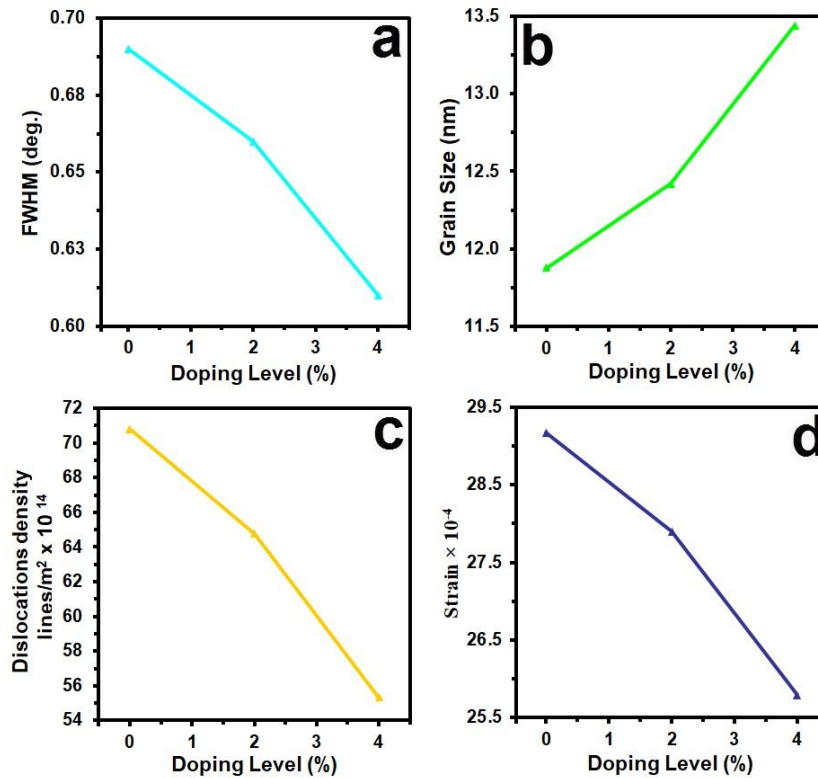 a
FWHM (deg.)
0.70
0.68
0.65
0.63
0.60
0 1 2 3 4
Doping Level (%)
b
Grain Size (nm)
13.5
13.0
12.5
12.0
11.5
0 1 2 3 4
Doping Level (%)
c
Dislocations density
lines/m² x 10 ¹⁴
72
70
68
66
64
62
60
58
56
54
0 1 2 3 4
Doping Level (%)
d
Strain × 10⁻⁴
29.5
28.5
27.5
26.5
25.5
0 1 2 3 4
Doping Level (%)